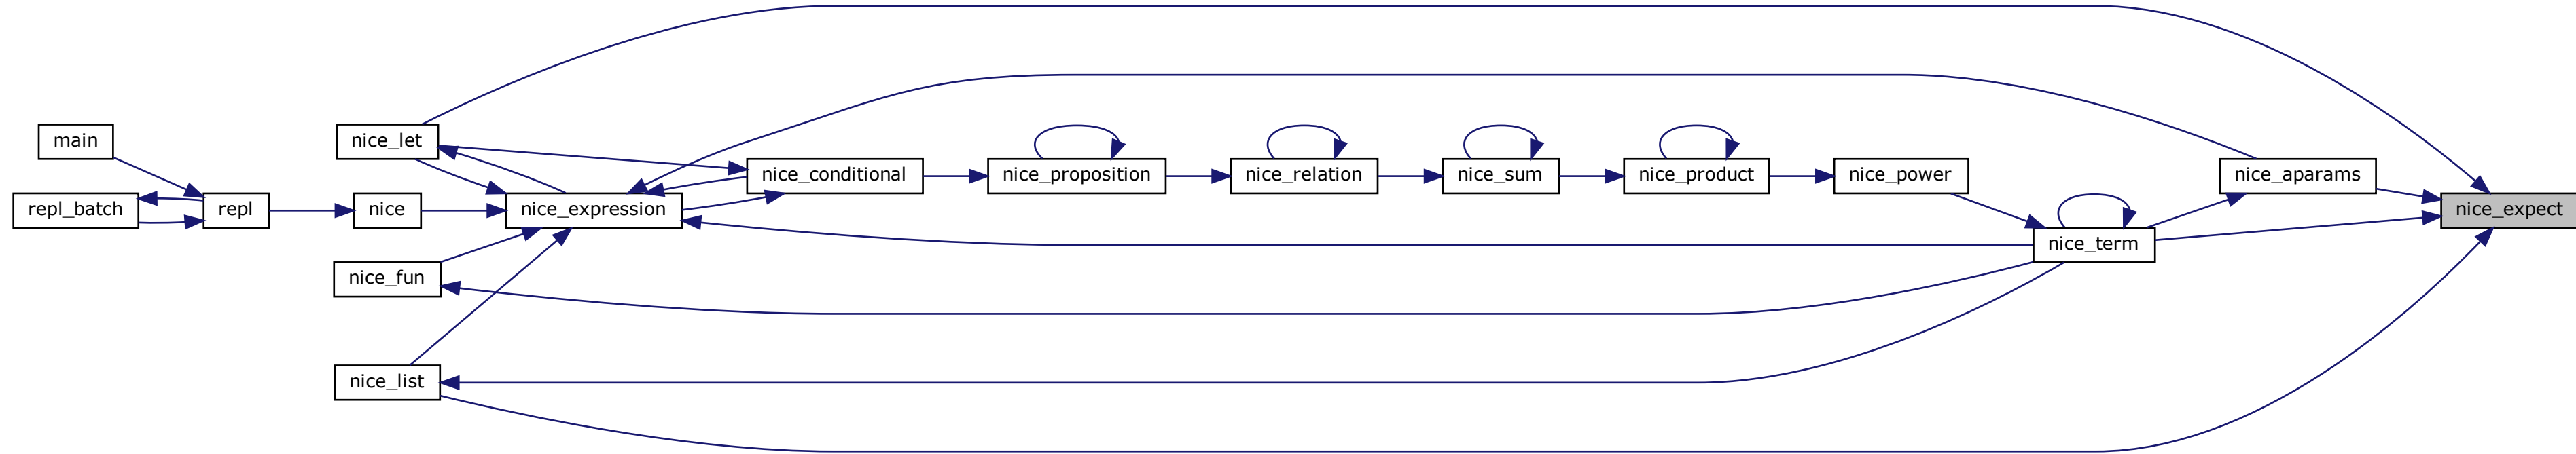 main
repl_batch
repl
nice_let
nice
nice_fun
nice_list
nice_expression
nice_conditional
nice_proposition
nice_relation
nice_sum
nice_product
nice_power
nice_term
nice_aparams
nice_expect